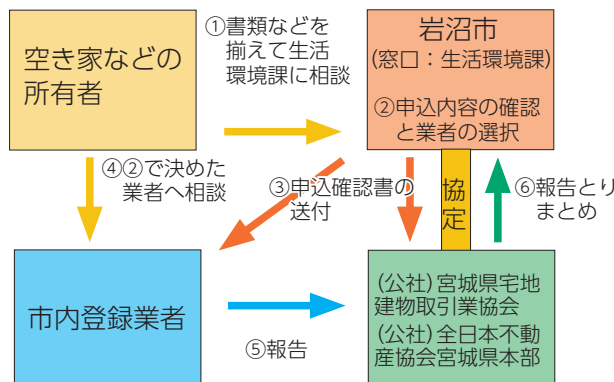 空き家などの
所有者
①書類などを
揃えて生活
環境課に相談
岩沼市
(窓口：生活環境課)
②申込内容の確認
と業者の選択
④②で決めた
業者へ相談
③申込確認書の
送付
協定
⑥報告とり
まとめ
市内登録業者
⑤報告
(公社)宮城県宅地
建物取引業協会
(公社)全日本不動
産協会宮城県本部